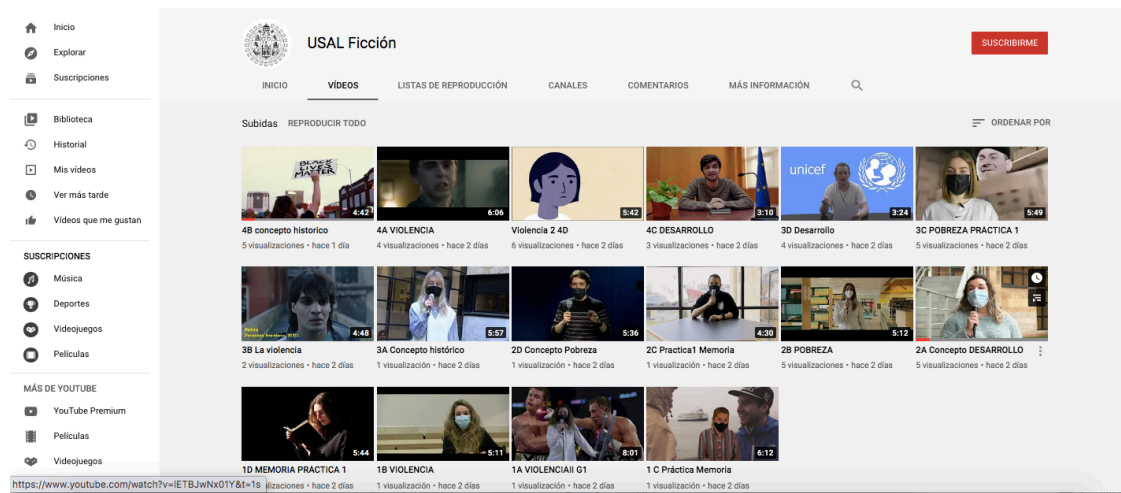 Inicio
Explorar
Suscripciones
Biblioteca
Historial
Mis vídeos
Ver más tarde
Vídeos que me gustan
SUSCRIPCIONES
Música
Deportes
Videojuegos
Películas
MÁS DE YOUTUBE
YouTube Premium
Películas
Videojuegos
https://www.youtube.com/watch?v=lETBJwNx01Y&t=1s
USAL Ficción
SUSCRIBIRME
INICIO VÍDEOS LISTAS DE REPRODUCCIÓN CANALES COMENTARIOS MÁS INFORMACIÓN
Subidas REPRODUCIR TODO ORDENAR POR
BLACK
LIVES
MATTER
unicef
4:42 6:06 5:42 3:10 3:24 5:49
4B concepto historico 4A VIOLENCIA Violencia 2 4D 4C DESARROLLO 3D Desarrollo 3C POBREZA PRÁCTICA 1
5 visualizaciones • hace 1 día 4 visualizaciones • hace 2 días 6 visualizaciones • hace 2 días 3 visualizaciones • hace 2 días 4 visualizaciones • hace 2 días 5 visualizaciones • hace 2 días
4:48 5:57 5:36 4:30 5:12
3B La violencia 3A Concepto histórico 2D Concepto Pobreza 2C Practica1 Memoria 2B POBREZA 2A Concepto DESARROLLO
2 visualizaciones • hace 2 días 1 visualización • hace 2 días 1 visualización • hace 2 días 1 visualización • hace 2 días 5 visualizaciones • hace 2 días 5 visualizaciones • hace 2 días
5:44 5:11 8:01 6:12
1D MEMORIA PRÁCTICA 1 1B VIOLENCIA 1A VIOLENCIAII G1 1 C Práctica Memoria
lizaciones • hace 2 días 1 visualización • hace 2 días 1 visualización • hace 2 días 1 visualización • hace 2 días